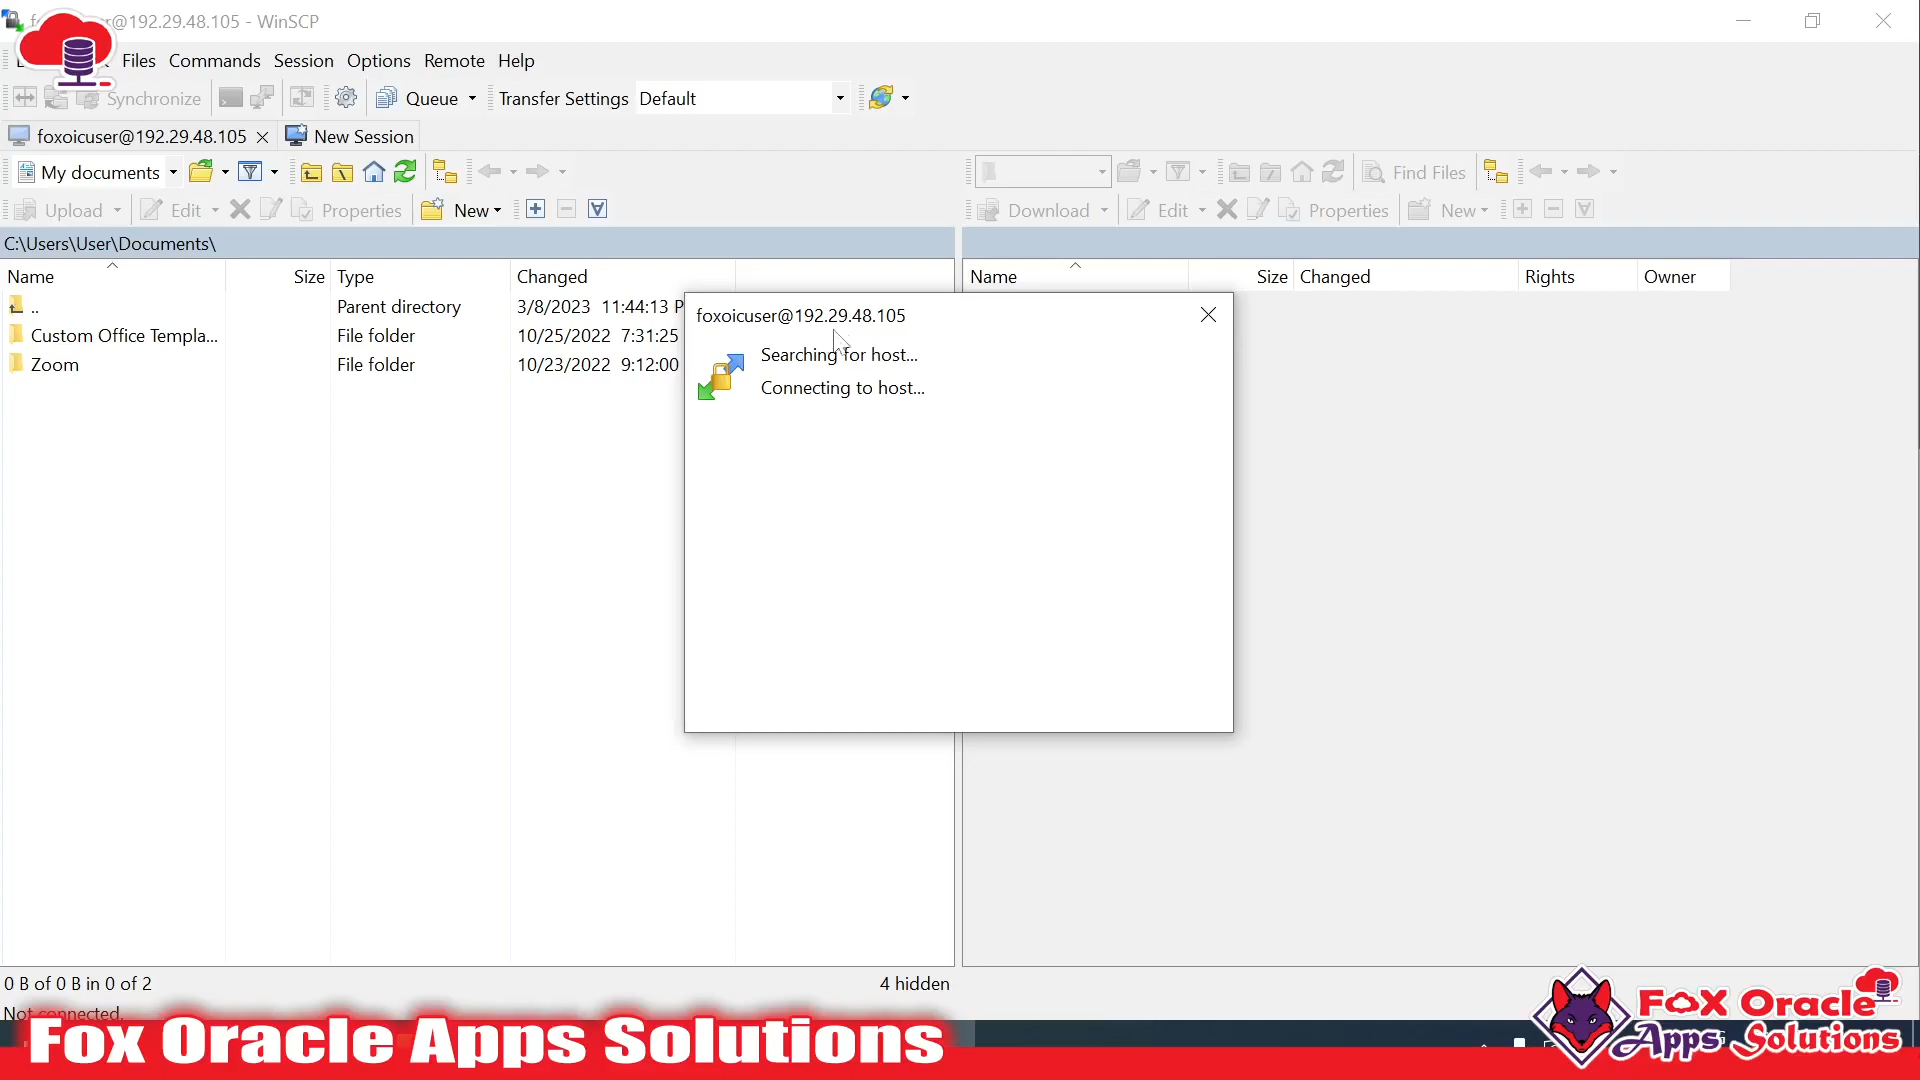 @192.29.48.105 - WinSCP
Files Commands Session Options Remote Help
Synchronize Queue Transfer Settings Default
foxoicuser@192.29.48.105 New Session
My documents Find Files
Upload Edit Properties New Download Edit Properties New
C:\Users\User\Documents\
Name Size Type Changed Name Size Changed Rights Owner
.. Parent directory 3/8/2023 11:44:13 P
Custom Office Templa... File folder 10/25/2022 7:31:25
Zoom File folder 10/23/2022 9:12:00
foxoicuser@192.29.48.105
Searching for host...
Connecting to host...
0 B of 0 B in 0 of 2 4 hidden
Not connected.
Fox Oracle Apps Solutions
Fox Oracle
Apps Solutions